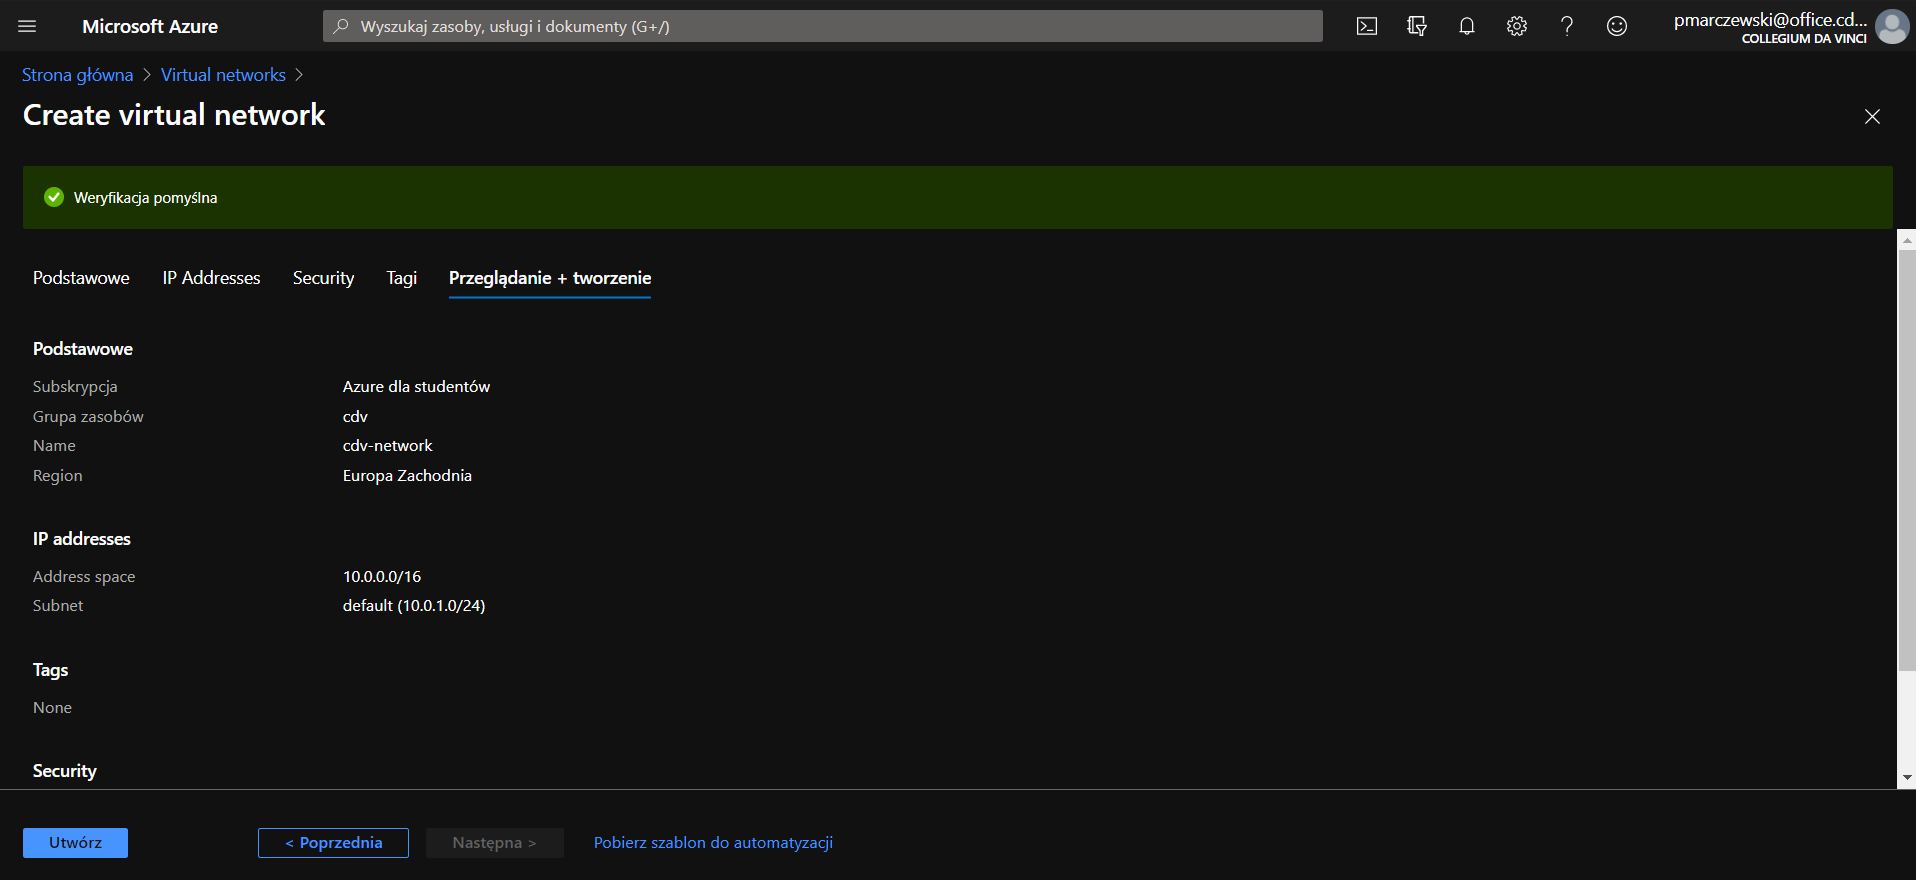 Microsoft Azure
Wyszukaj zasoby, usługi i dokumenty (G+/)
pmarczewski@office.cd...
COLLEGIUM DA VINCI
Strona główna > Virtual networks >
Create virtual network
Weryfikacja pomyślna
Podstawowe IP Addresses Security Tagi Przeglądanie + tworzenie
Podstawowe
Subskrypcja Azure dla studentów
Grupa zasobów cdv
Name cdv-network
Region Europa Zachodnia
IP addresses
Address space 10.0.0.0/16
Subnet default (10.0.1.0/24)
Tags
None
Security
Utwórz < Poprzednia Następna > Pobierz szablon do automatyzacji